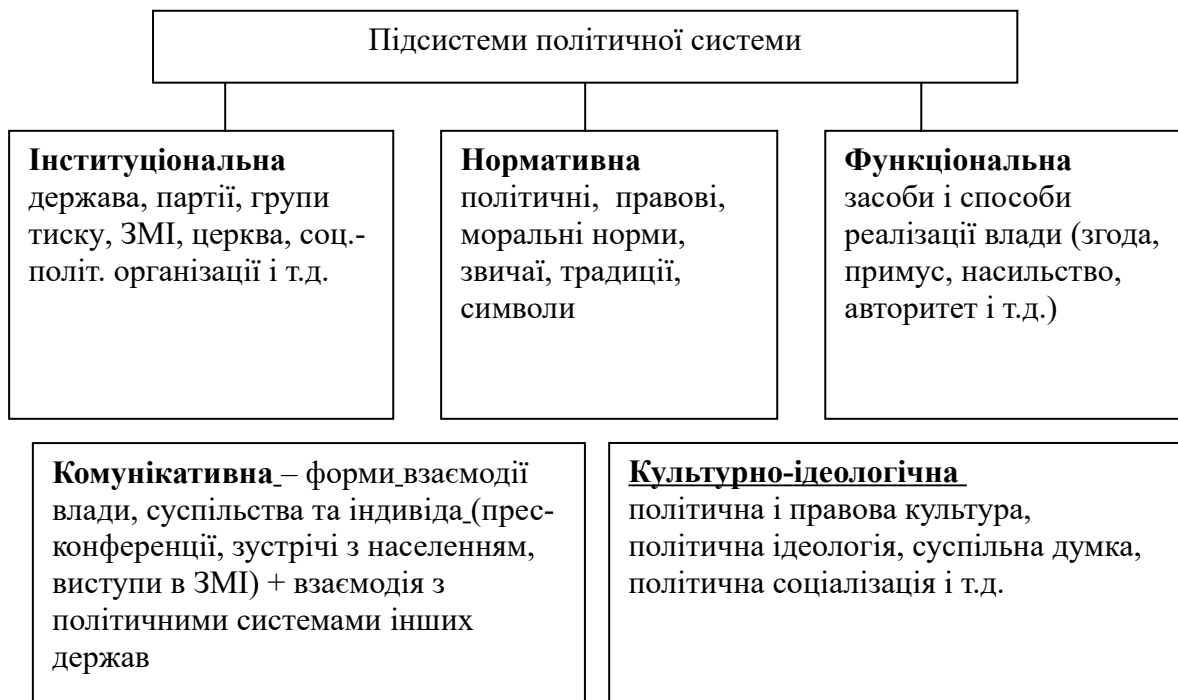 Підсистеми політичної системи
Інституціональна
держава, партії, групи
тиску, ЗМІ, церква, соц.-
політ. організації і т.д.
Нормативна
політичні, правові,
моральні норми,
звичаї, традиції,
символи
Функціональна
засоби і способи
реалізації влади (згода,
примус, насильство,
авторитет і т.д.)
Комунікативна – форми взаємодії
влади, суспільства та індивіда (прес-
конференції, зустрічі з населенням,
виступи в ЗМІ) + взаємодія з
політичними системами інших
держав
Культурно-ідеологічна
політична і правова культура,
політична ідеологія, суспільна думка,
політична соціалізація і т.д.